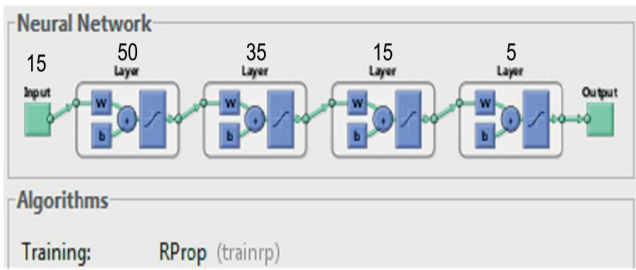 Neural Network
15 50 35 15 5
Input Layer Layer Layer Layer Output
W W W W
b + b + b + b +
Algorithms
Training: RProp (trainrp)